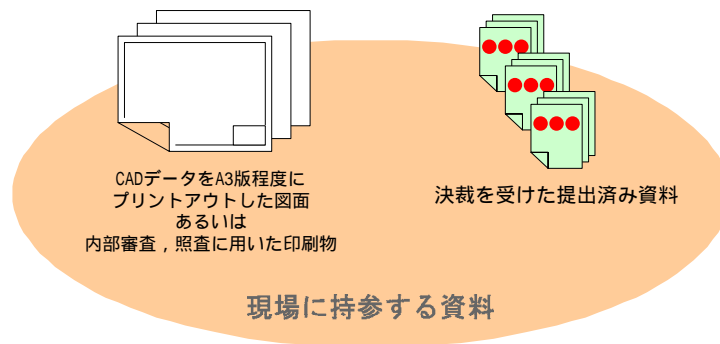 CADデータをA3版程度に
プリントアウトした図面
あるいは
内部審査，照査に用いた印刷物
決裁を受けた提出済み資料
現場に持参する資料